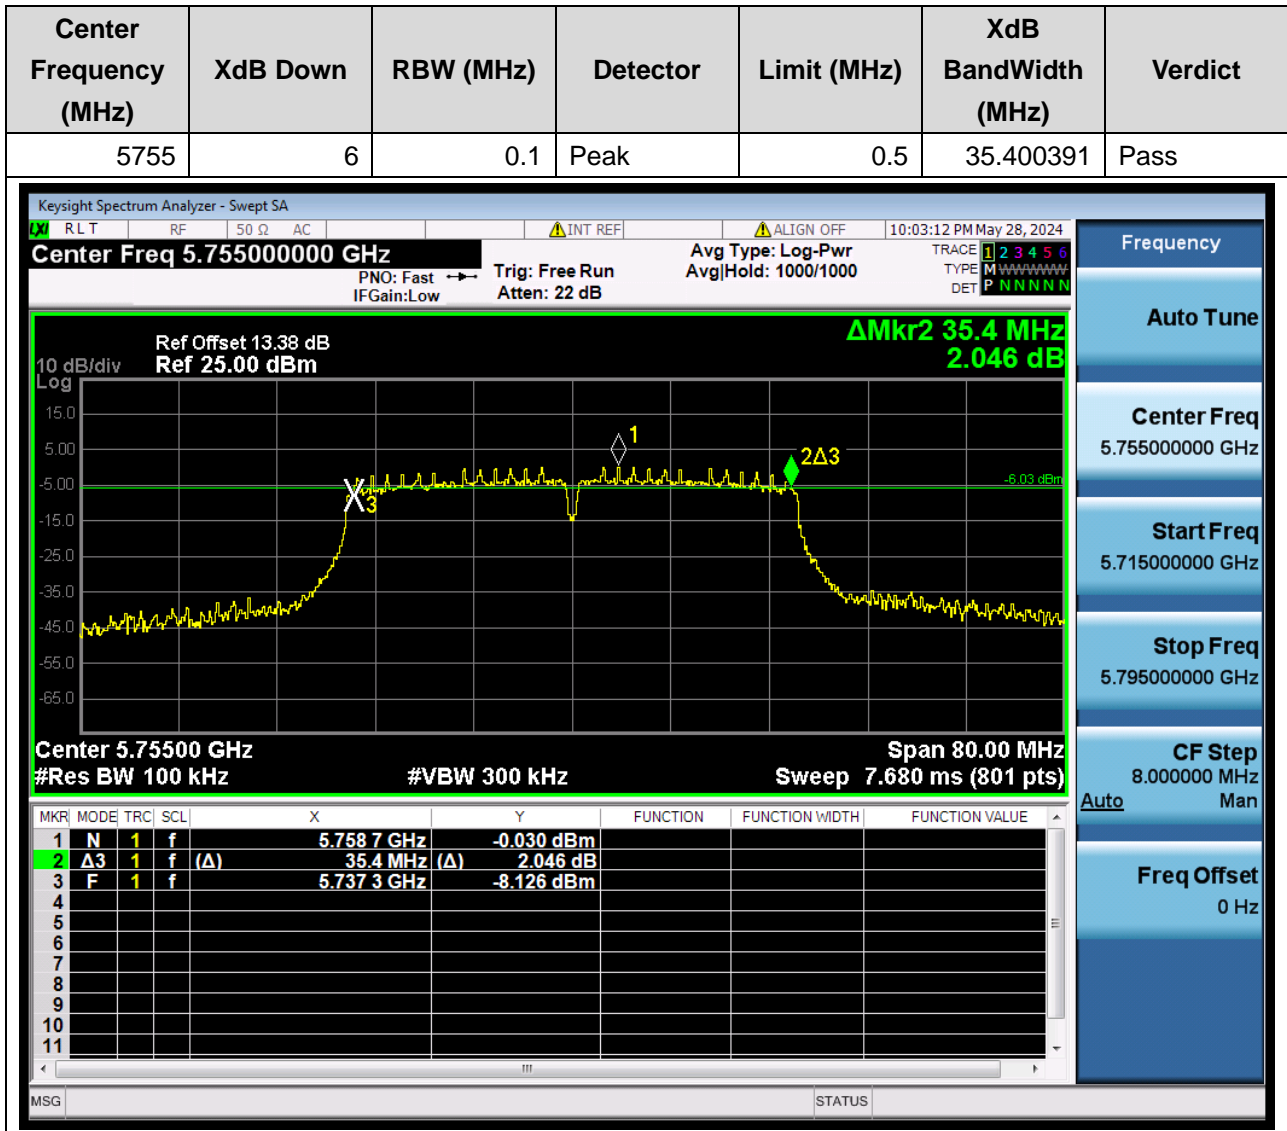 Center Frequency (MHz) XdB Down RBW (MHz) Detector Limit (MHz) XdB BandWidth (MHz) Verdict
5755 6 0.1 Peak 0.5 35.400391 Pass
Keysight Spectrum Analyzer - Swept SA
LXI R L T RF 50 Ω AC INT REF ALIGN OFF 10:03:12 PM May 28, 2024
Center Freq 5.755000000 GHz
PNO: Fast
IFGain:Low
Trig: Free Run
Atten: 22 dB
Avg Type: Log-Pwr
Avg|Hold: 1000/1000
TRACE 1 2 3 4 5 6
TYPE M WWWWW
DET P N N N N N
ΔMkr2 35.4 MHz
2.046 dB
Ref Offset 13.38 dB
10 dB/div Ref 25.00 dBm
Log
15.0
5.00
-5.00
-15.0
-25.0
-35.0
-45.0
-55.0
-65.0
1
2Δ3
3
-6.03 dBm
Center 5.75500 GHz Span 80.00 MHz
#Res BW 100 kHz #VBW 300 kHz Sweep 7.680 ms (801 pts)
MKR MODE TRC SCL X Y FUNCTION FUNCTION WIDTH FUNCTION VALUE
1 N 1 f 5.758 7 GHz -0.030 dBm
2 Δ3 1 f (Δ) 35.4 MHz (Δ) 2.046 dB
3 F 1 f 5.737 3 GHz -8.126 dBm
4
5
6
7
8
9
10
11
MSG STATUS
Frequency
Auto Tune
Center Freq
5.755000000 GHz
Start Freq
5.715000000 GHz
Stop Freq
5.795000000 GHz
CF Step
8.000000 MHz
Auto Man
Freq Offset
0 Hz